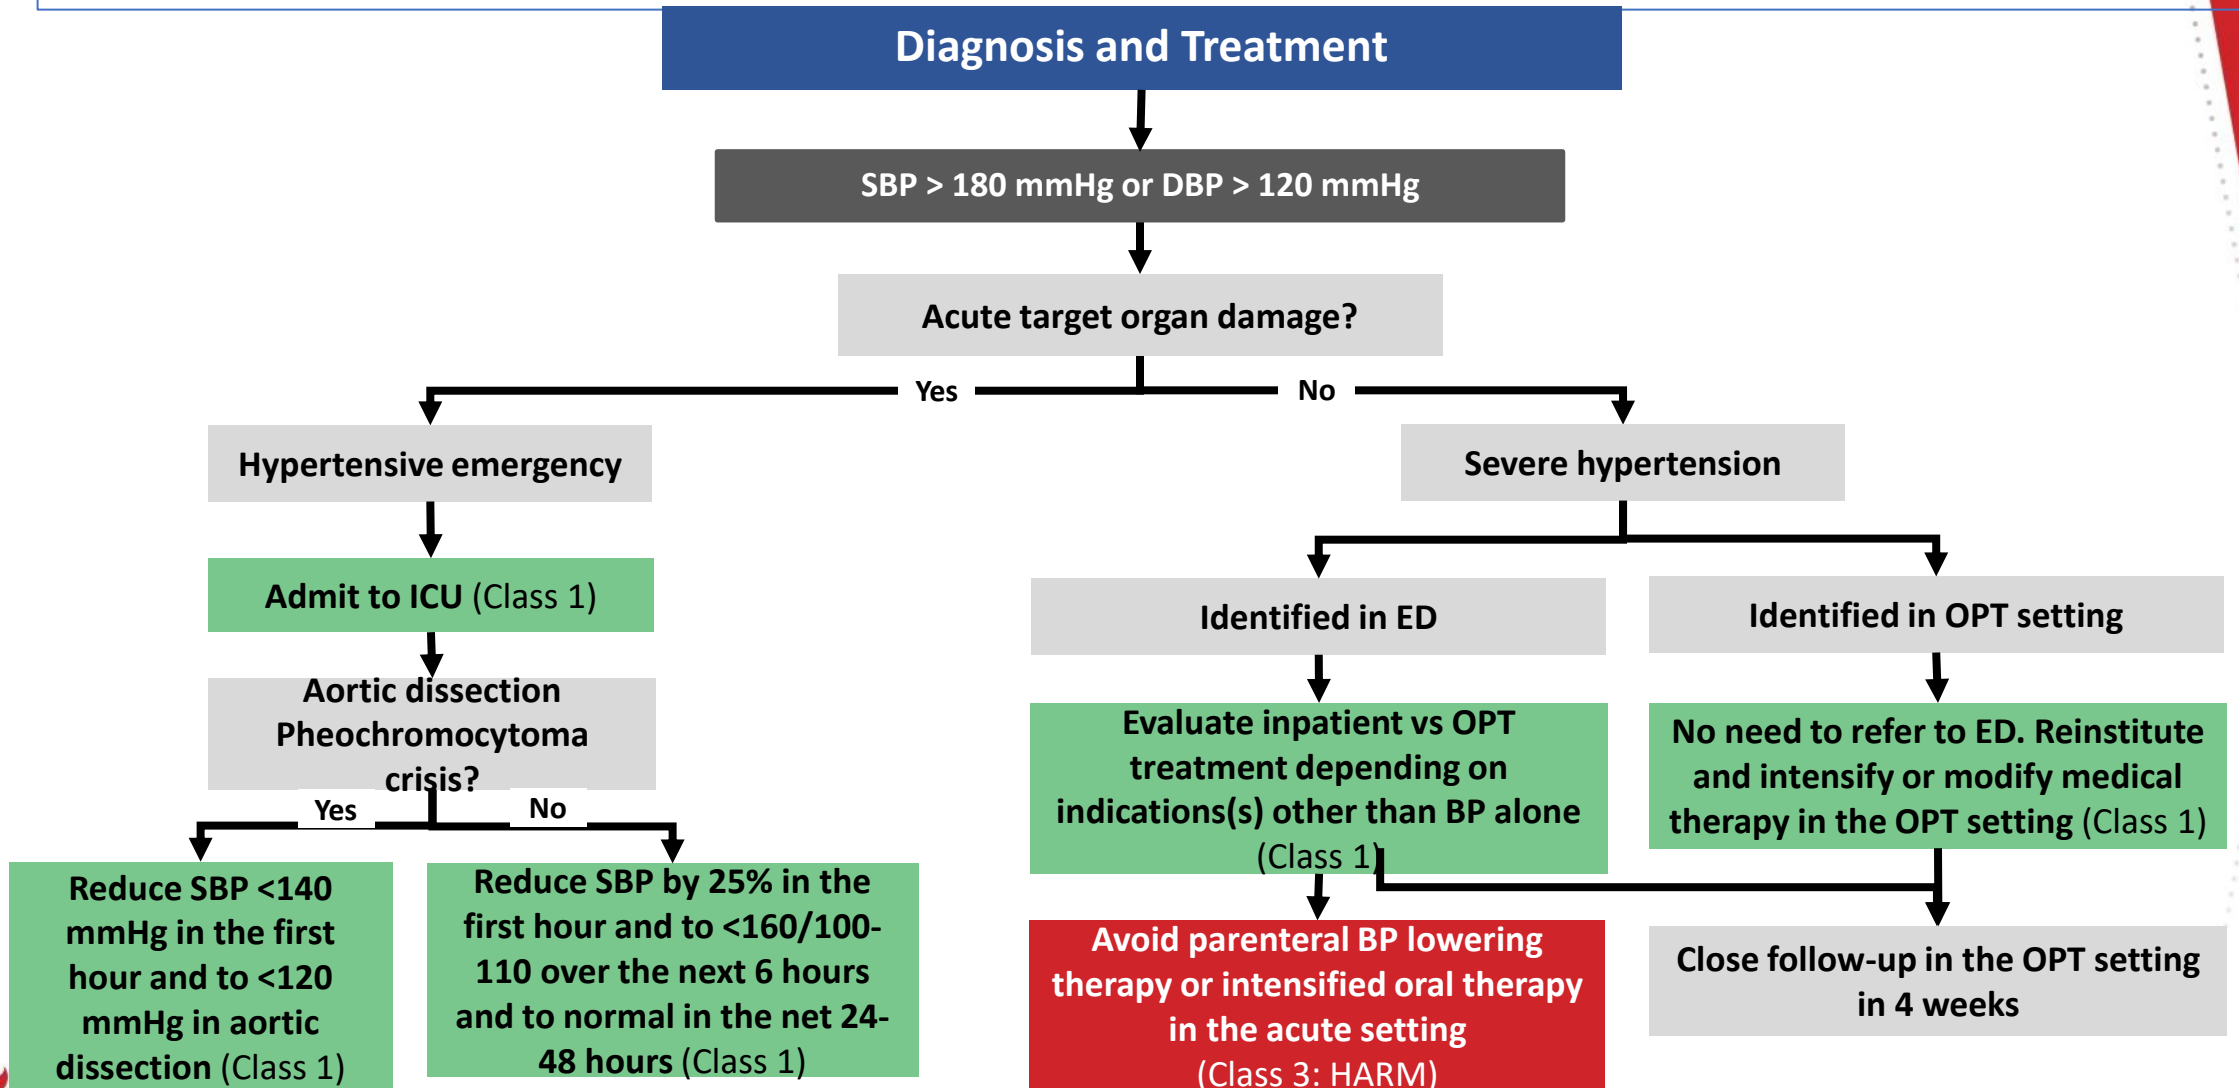 Diagnosis and Treatment
SBP > 180 mmHg or DBP > 120 mmHg
Acute target organ damage?
Yes
No
Hypertensive emergency
Severe hypertension
Admit to ICU (Class 1)
Identified in ED
Identified in OPT setting
Aortic dissection
Pheochromocytoma
crisis?
Yes
No
Evaluate inpatient vs OPT
treatment depending on
indications(s) other than BP alone
(Class 1)
No need to refer to ED. Reinstitute
and intensify or modify medical
therapy in the OPT setting (Class 1)
Reduce SBP <140
mmHg in the first
hour and to <120
mmHg in aortic
dissection (Class 1)
Reduce SBP by 25% in the
first hour and to <160/100-
110 over the next 6 hours
and to normal in the net 24-
48 hours (Class 1)
Avoid parenteral BP lowering
therapy or intensified oral therapy
in the acute setting
(Class 3: HARM)
Close follow-up in the OPT setting
in 4 weeks